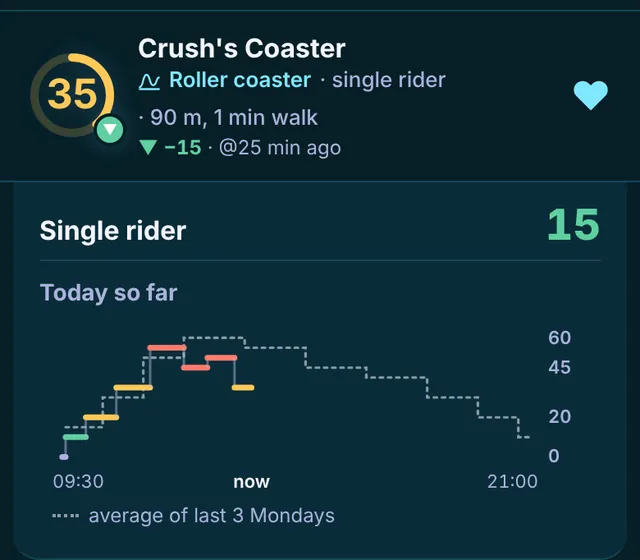 35
Crush's Coaster
Roller coaster · single rider
· 90 m, 1 min walk
▼ −15 · @25 min ago
Single rider
15
Today so far
60
45
20
0
09:30
now
21:00
average of last 3 Mondays